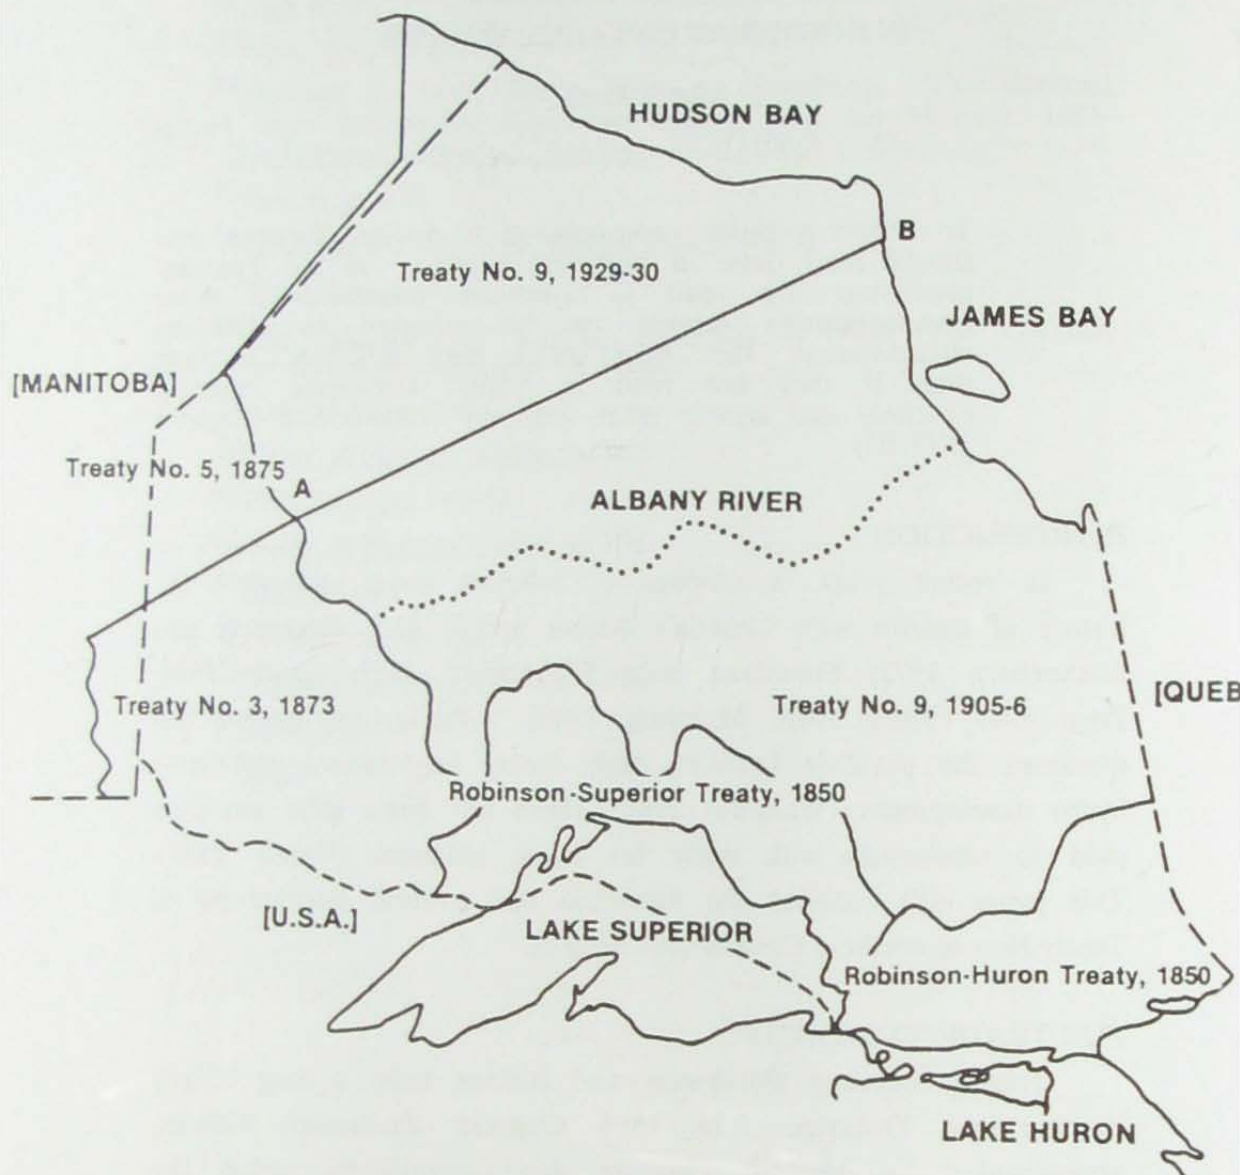 HUDSON BAY
B
Treaty No. 9, 1929-30
JAMES BAY
[MANITOBA]
Treaty No. 5, 1875
A
ALBANY RIVER
Treaty No. 3, 1873
Treaty No. 9, 1905-6
[QUEB
Robinson-Superior Treaty, 1850
[U.S.A.]
LAKE SUPERIOR
Robinson-Huron Treaty, 1850
LAKE HURON